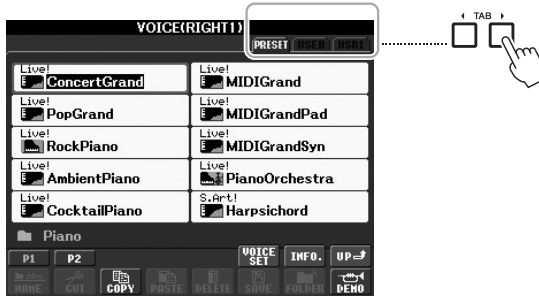 VOICE(RIGHT1)
PRESET USER USB1
TAB
Live! Live!
ConcertGrand MIDIGrand
Live! Live!
PopGrand MIDIGrandPad
Live! Live!
RockPiano MIDIGrandSyn
Live! Live!
AmbientPiano PianoOrchestra
Live! S.Art!
CocktailPiano Harpsichord
Piano
P1 P2 VOICE SET INFO. UP
NAME CUT COPY PASTE DELETE SAVE FOLDER DEMO